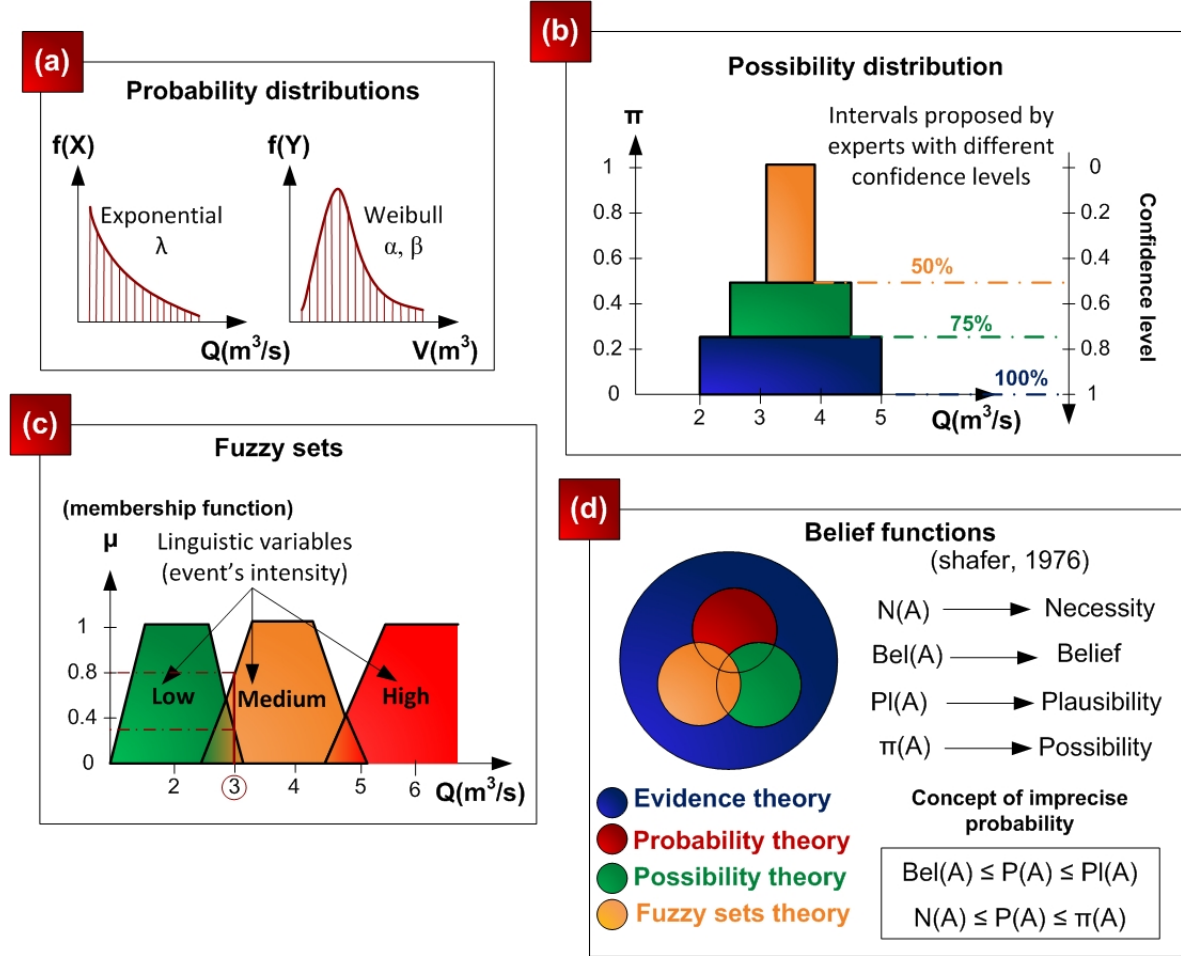 (a)
Probability distributions
f(X)
Exponential
λ
Q(m³/s)
f(Y)
Weibull
α, β
V(m³)
(b)
Possibility distribution
π
Intervals proposed by
experts with different
confidence levels
1
0.8
0.6
0.4
0.2
0
2
3
4
5
Q(m³/s)
50%
75%
100%
0
0.2
0.4
0.6
0.8
1
Confidence level
(c)
Fuzzy sets
(membership function)
μ
Linguistic variables
(event's intensity)
1
0.8
0.4
0
Low
Medium
High
2
3
4
5
6
Q(m³/s)
(d)
Belief functions
(shafer, 1976)
N(A) Necessity
Bel(A) Belief
Pl(A) Plausibility
π(A) Possibility
Evidence theory
Probability theory
Possibility theory
Fuzzy sets theory
Concept of imprecise
probability
Bel(A) ≤ P(A) ≤ Pl(A)
N(A) ≤ P(A) ≤ π(A)